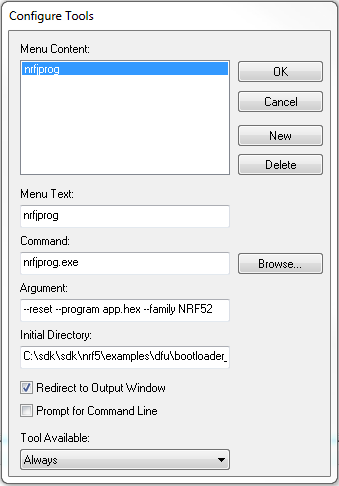 Configure Tools
Menu Content:
nrfjprog
OK
Cancel
New
Delete
Menu Text:
nrfjprog
Command:
nrfjprog.exe
Browse...
Argument:
--reset --program app.hex --family NRF52
Initial Directory:
C:\sdk\sdk\nrf5\examples\dfu\bootloader_
Redirect to Output Window
Prompt for Command Line
Tool Available:
Always